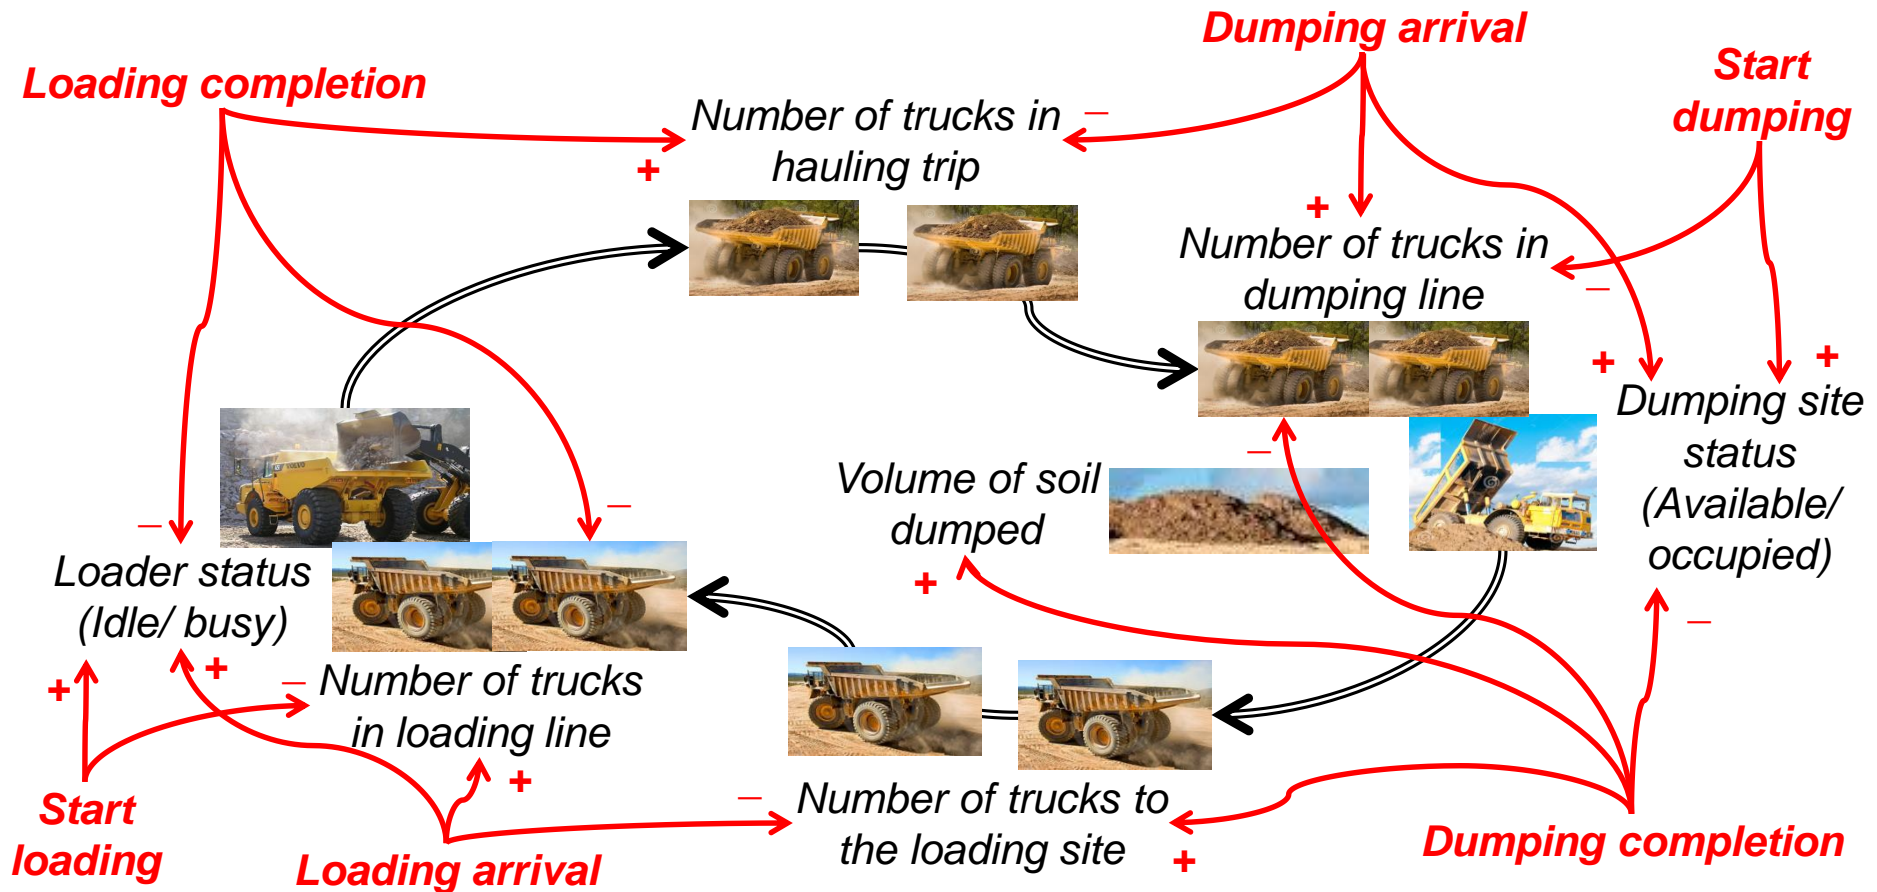 Dumping arrival
Loading completion
Start
dumping
Number of trucks in
hauling trip
–
+
+
Number of trucks in
dumping line
–
+
+
Dumping site
status
(Available/
occupied)
–
Volume of soil
dumped
+
–
–
Loader status
(Idle/ busy)
+
+
–
Number of trucks
in loading line
+
–
–
Number of trucks to
the loading site
+
Start
loading
Loading arrival
Dumping completion
VOLVO